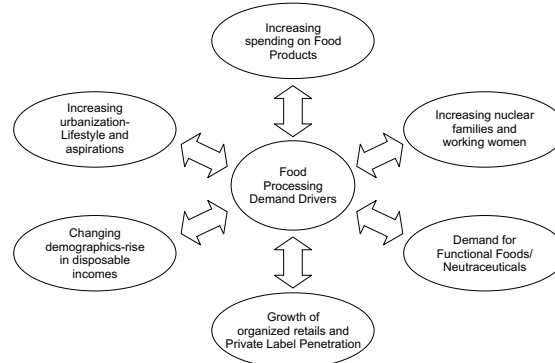 Increasing
spending on Food
Products
Increasing
urbanization-
Lifestyle and
aspirations
Increasing nuclear
families and
working women
Food
Processing
Demand Drivers
Changing
demographics-rise
in disposable
incomes
Demand for
Functional Foods/
Neutraceuticals
Growth of
organized retails and
Private Label Penetration